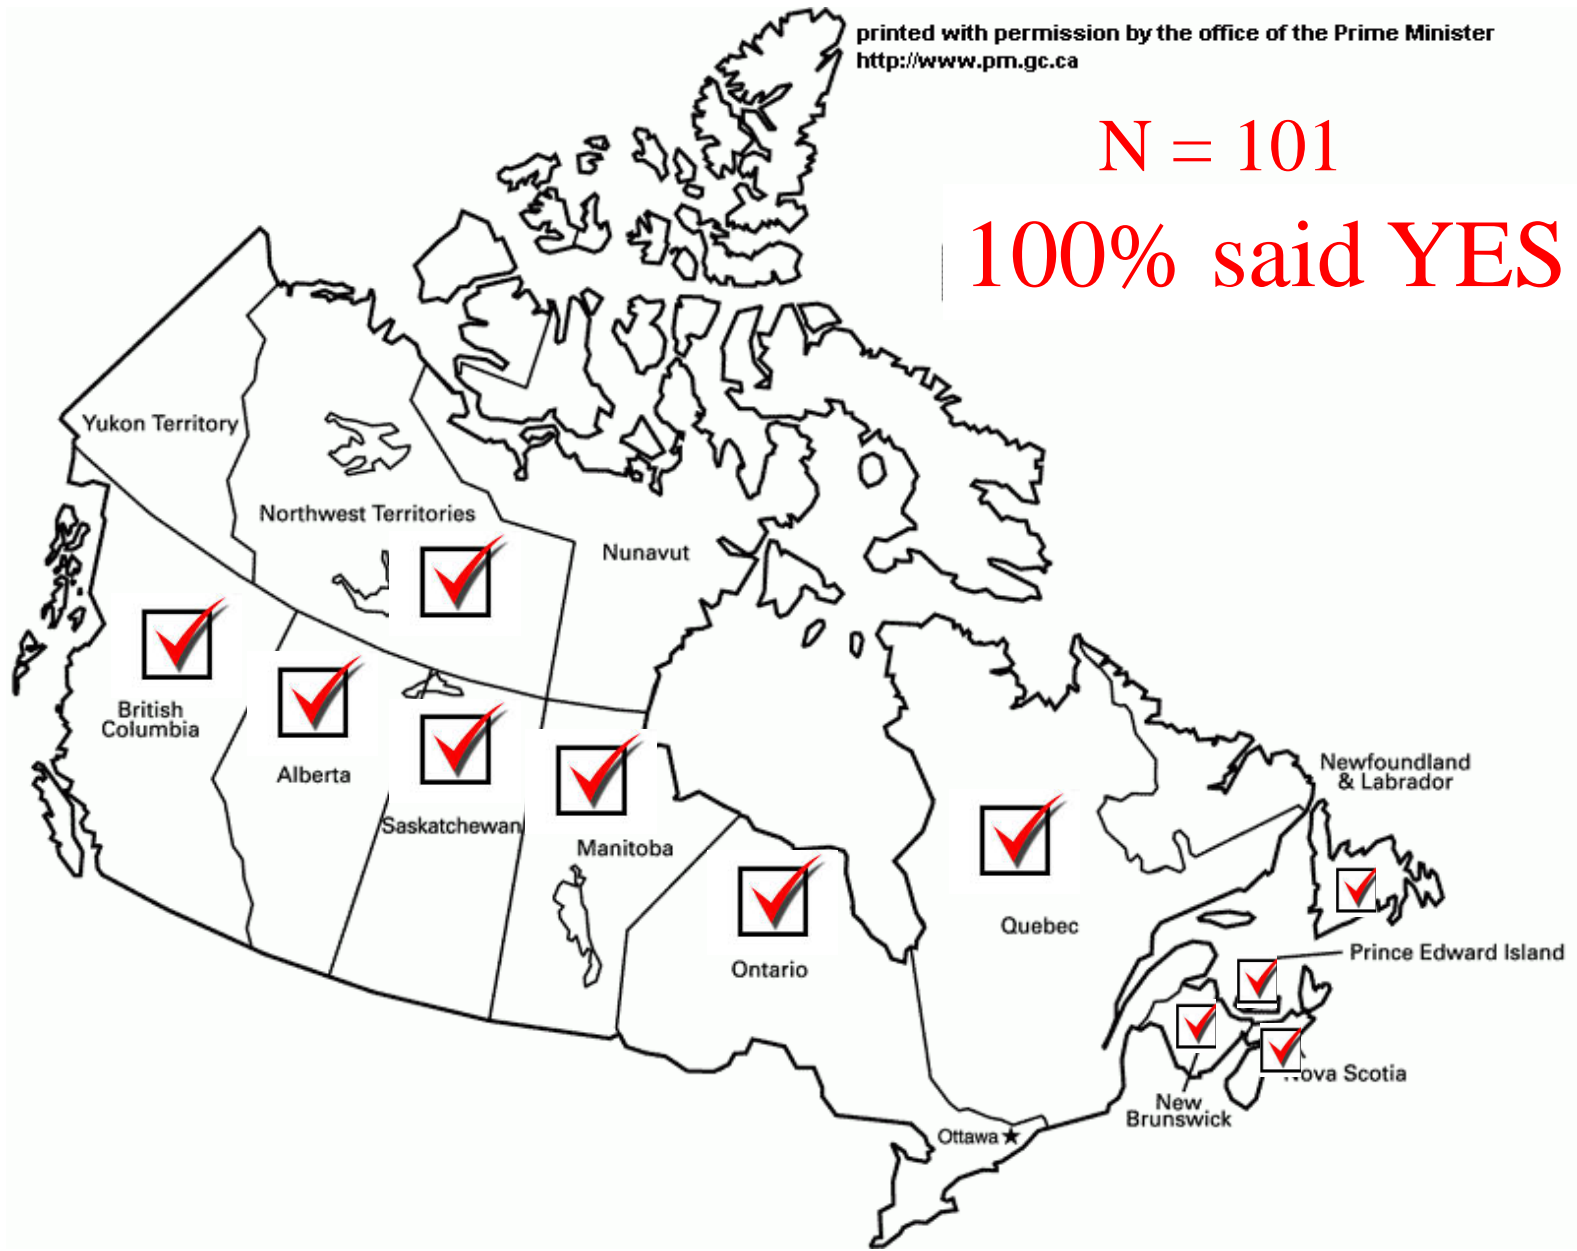 printed with permission by the office of the Prime Minister
http://www.pm.gc.ca
N = 101
100% said YES
Yukon Territory
Northwest Territories
Nunavut
British
Columbia
Alberta
Saskatchewan
Manitoba
Ontario
Quebec
Newfoundland
& Labrador
Prince Edward Island
Nova Scotia
New
Brunswick
Ottawa